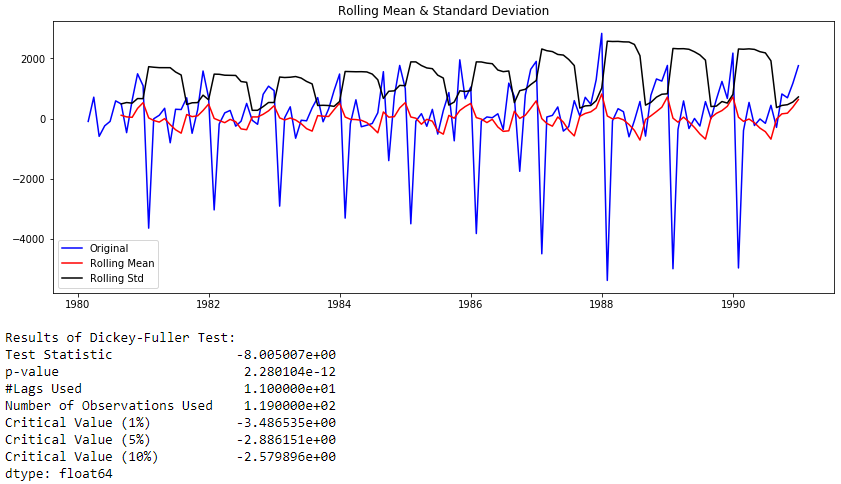 Rolling Mean & Standard Deviation
2000
0
−2000
−4000
Original
Rolling Mean
Rolling Std
1980 1982 1984 1986 1988 1990
Results of Dickey-Fuller Test:
Test Statistic -8.005007e+00
p-value 2.280104e-12
#Lags Used 1.100000e+01
Number of Observations Used 1.190000e+02
Critical Value (1%) -3.486535e+00
Critical Value (5%) -2.886151e+00
Critical Value (10%) -2.579896e+00
dtype: float64